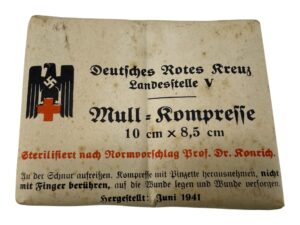 Deutsches Rotes Kreuz
Landesstelle V
Mull-Kompresse
10 cm x 8,5 cm
Sterilisiert nach Normvorschlag Prof. Dr. Konrich.
An der Schnur aufreißen. Kompresse mit Pinzette herausnehmen, nicht
mit Finger berühren, auf die Wunde legen und Wunde versorgen.
Hergestellt: Juni 1941